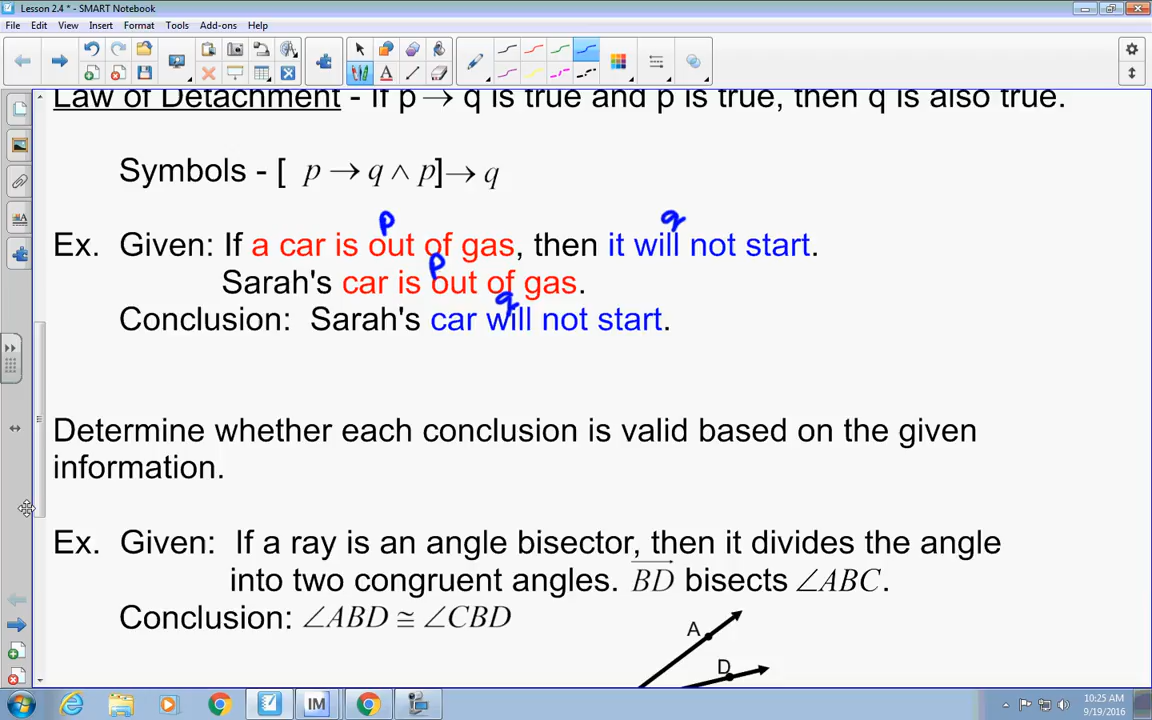 Lesson 2.4 * - SMART Notebook
File Edit View Insert Format Tools Add-ons Help
Law of Detachment - If p → q is true and p is true, then q is also true.
Symbols - [ p → q ∧ p] → q
p q
Ex. Given: If a car is out of gas, then it will not start.
p
Sarah's car is out of gas.
q
Conclusion: Sarah's car will not start.
Determine whether each conclusion is valid based on the given
information.
Ex. Given: If a ray is an angle bisector, then it divides the angle
into two congruent angles. BD bisects ∠ABC.
Conclusion: ∠ABD ≅ ∠CBD
A
D
IM
10:25 AM
9/19/2016